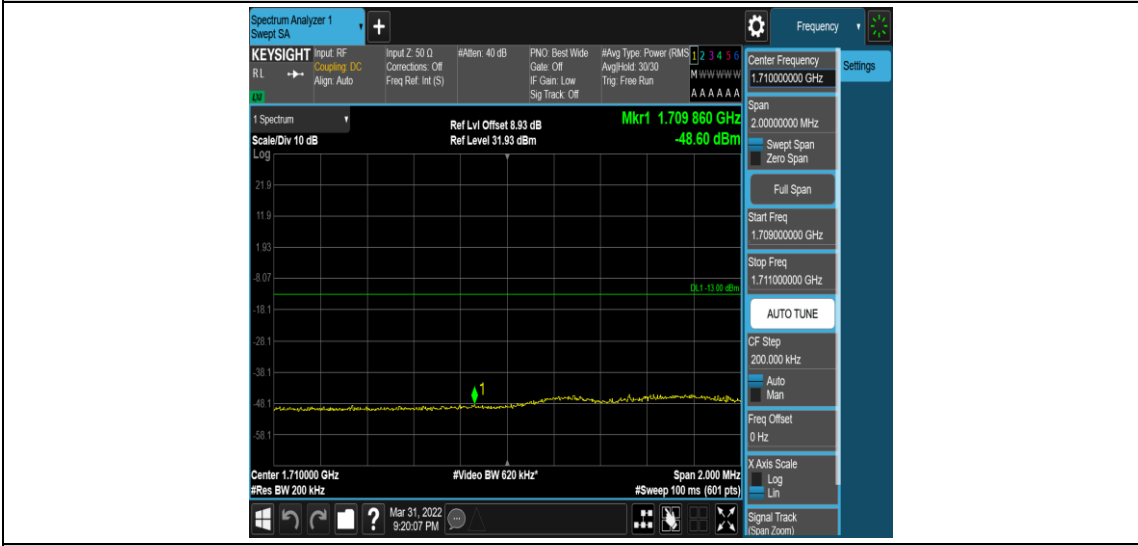 Spectrum Analyzer 1
Swept SA
+
Frequency
KEYSIGHT
RL
LXI
Input: RF
Coupling: DC
Align: Auto
Input Z: 50 Ω
Corrections: Off
Freq Ref: Int (S)
#Atten: 40 dB
PNO: Best Wide
Gate: Off
IF Gain: Low
Sig Track: Off
#Avg Type: Power (RMS
Avg|Hold: 30/30
Trig: Free Run
1 2 3 4 5 6
M W W W W W
A A A A A A
1 Spectrum
Scale/Div 10 dB
Log
Ref Lvl Offset 8.93 dB
Ref Level 31.93 dBm
Mkr1 1.709 860 GHz
-48.60 dBm
21.9
11.9
1.93
-8.07
DL1 -13.00 dBm
-18.1
-28.1
-38.1
1
-48.1
-58.1
Center 1.710000 GHz
#Video BW 620 kHz*
Span 2.000 MHz
#Res BW 200 kHz
#Sweep 100 ms (601 pts)
?
Mar 31, 2022
9:20:07 PM
Center Frequency
1.710000000 GHz
Settings
Span
2.00000000 MHz
Swept Span
Zero Span
Full Span
Start Freq
1.709000000 GHz
Stop Freq
1.711000000 GHz
AUTO TUNE
CF Step
200.000 kHz
Auto
Man
Freq Offset
0 Hz
X Axis Scale
Log
Lin
Signal Track
(Span Zoom)